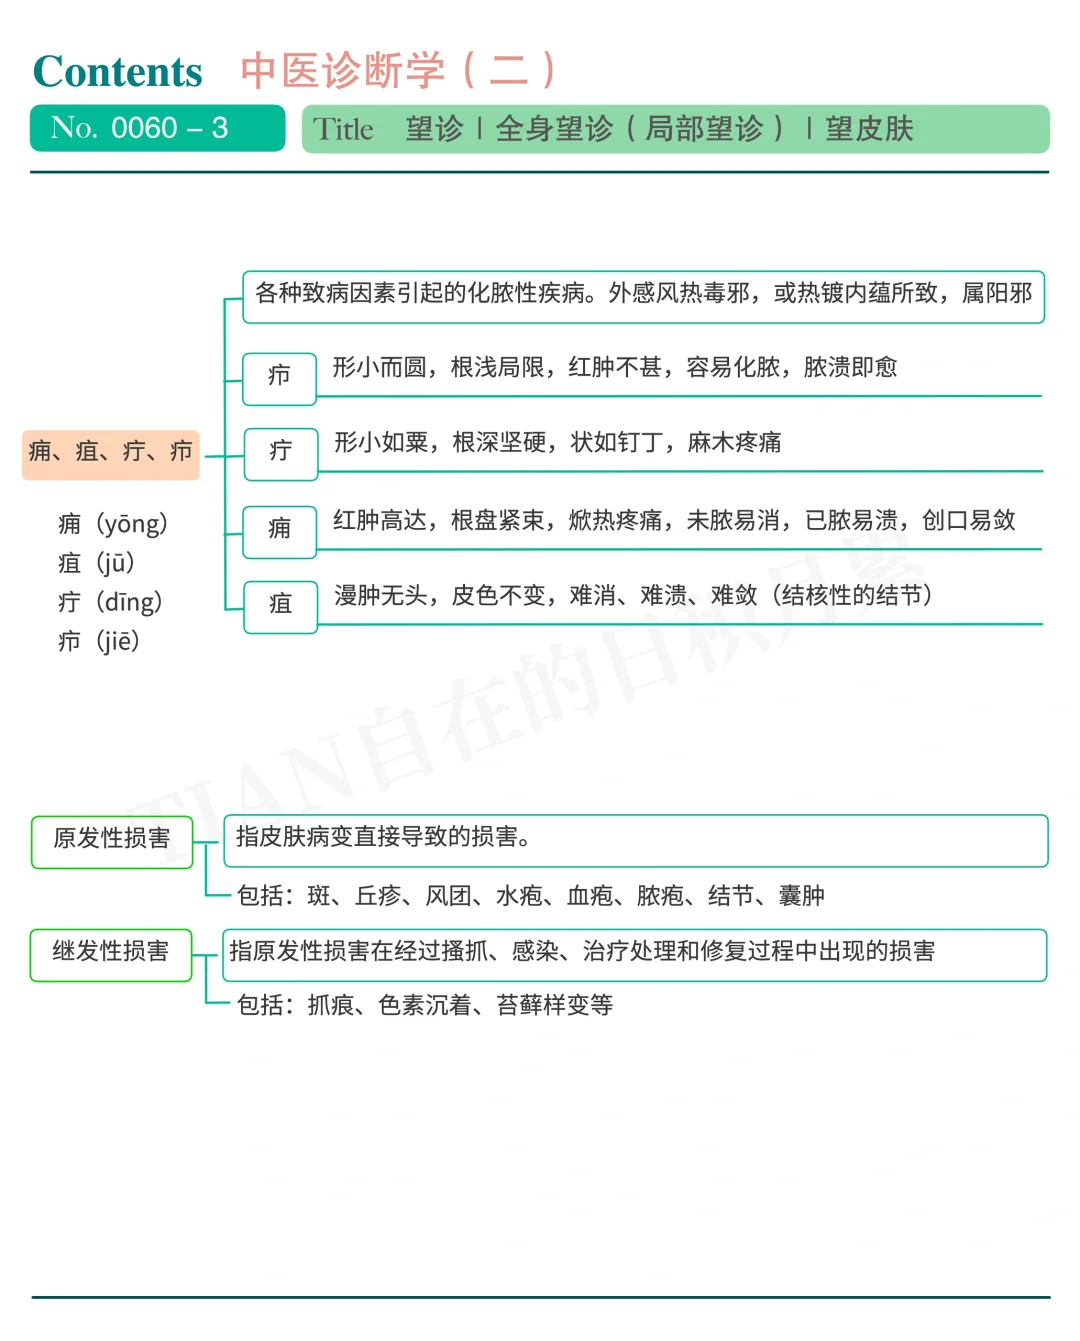 Contents 中医诊断学（二）
No. 0060 – 3 Title 望诊 | 全身望诊（局部望诊） | 望皮肤
各种致病因素引起的化脓性疾病。外感风热毒邪，或热镀内蕴所致，属阳邪
疖 形小而圆，根浅局限，红肿不甚，容易化脓，脓溃即愈
疔 形小如粟，根深坚硬，状如钉丁，麻木疼痛
痈、疽、疔、疖
痈 红肿高达，根盘紧束，焮热疼痛，未脓易消，已脓易溃，创口易敛
疽 漫肿无头，皮色不变，难消、难溃、难敛（结核性的结节）
痈（yōng）
疽（jū）
疔（dīng）
疖（jiē）
TIAN自在的日积月累
原发性损害 指皮肤病变直接导致的损害。
包括：斑、丘疹、风团、水疱、血疱、脓疱、结节、囊肿
继发性损害 指原发性损害在经过搔抓、感染、治疗处理和修复过程中出现的损害
包括：抓痕、色素沉着、苔藓样变等